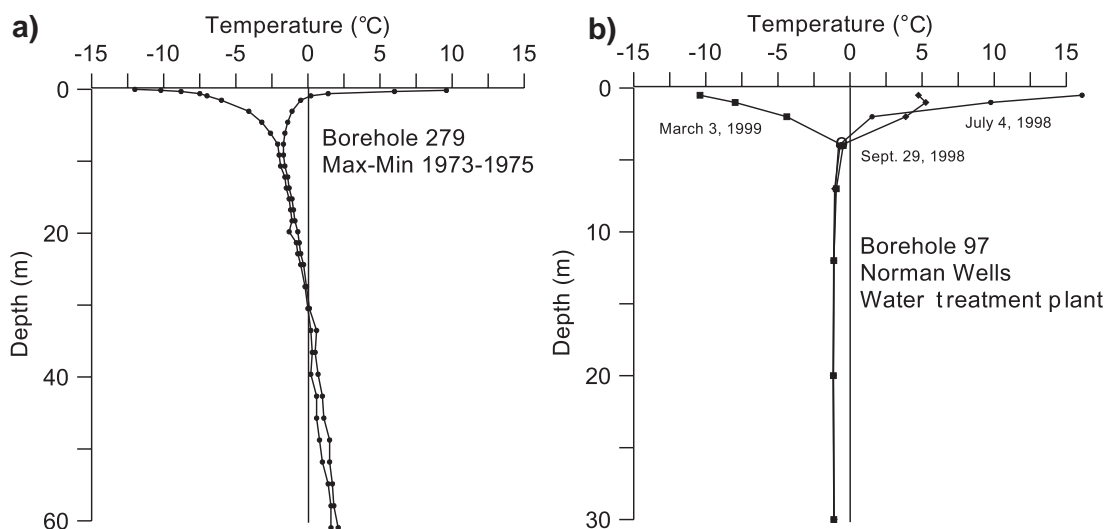 a)
Temperature (°C)
-15 -5 0 5 10 15
0
20
40
60
Depth (m)
Borehole 279
Max-Min 1973-1975
b)
Temperature (°C)
-15 -10 -5 0 5 10 15
0
10
20
30
Depth (m)
March 3, 1999
July 4, 1998
Sept. 29, 1998
Borehole 97
Norman Wells
Water treatment plant